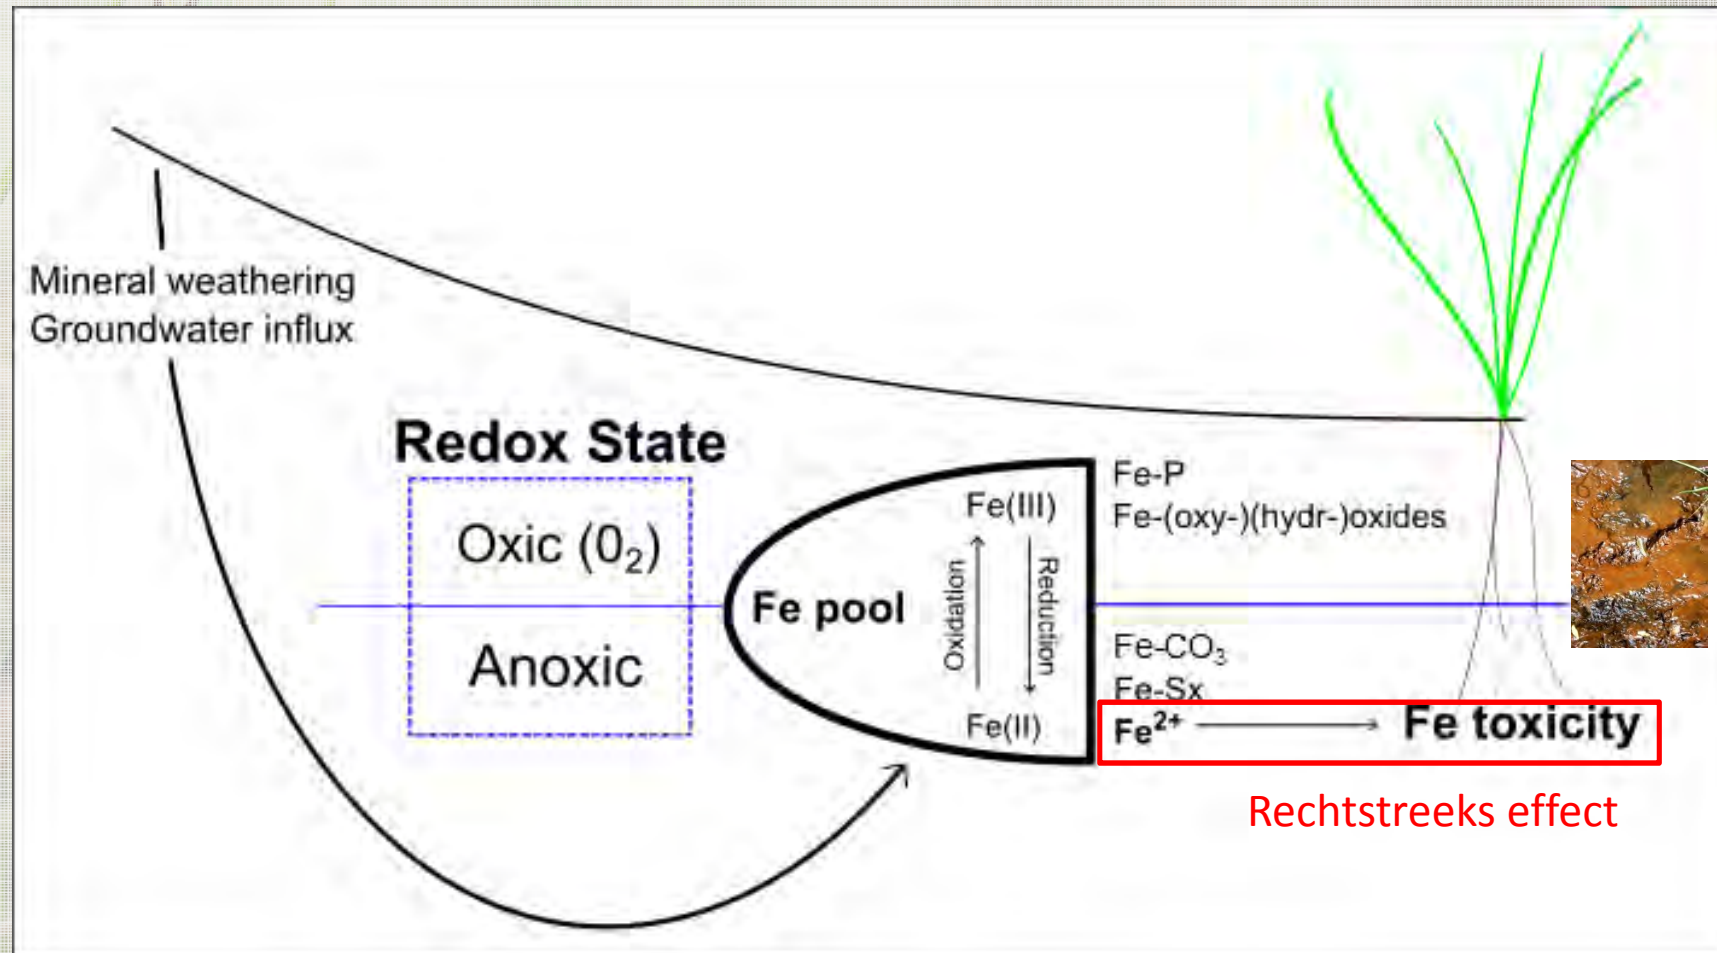 Mineral weathering
Groundwater influx
Redox State
Oxic (0₂)
Anoxic
Fe pool
Fe(III)
Oxidation
Reduction
Fe(II)
Fe-P
Fe-(oxy-)(hydr-)oxides
Fe-CO₃
Fe-Sx
Fe²⁺
Fe toxicity
Rechtstreeks effect